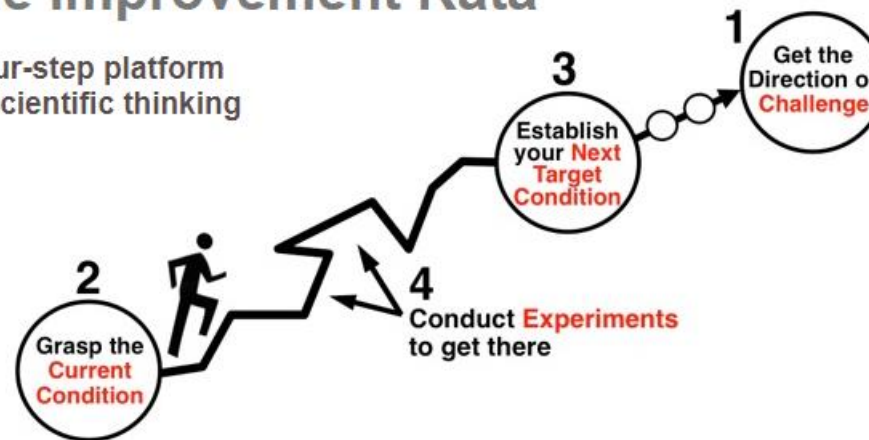 e Improvement Kata
ur-step platform
cientific thinking
1
Get the
Direction o
Challenge
3
Establish
your Next
Target
Condition
2
Grasp the
Current
Condition
4
Conduct Experiments
to get there